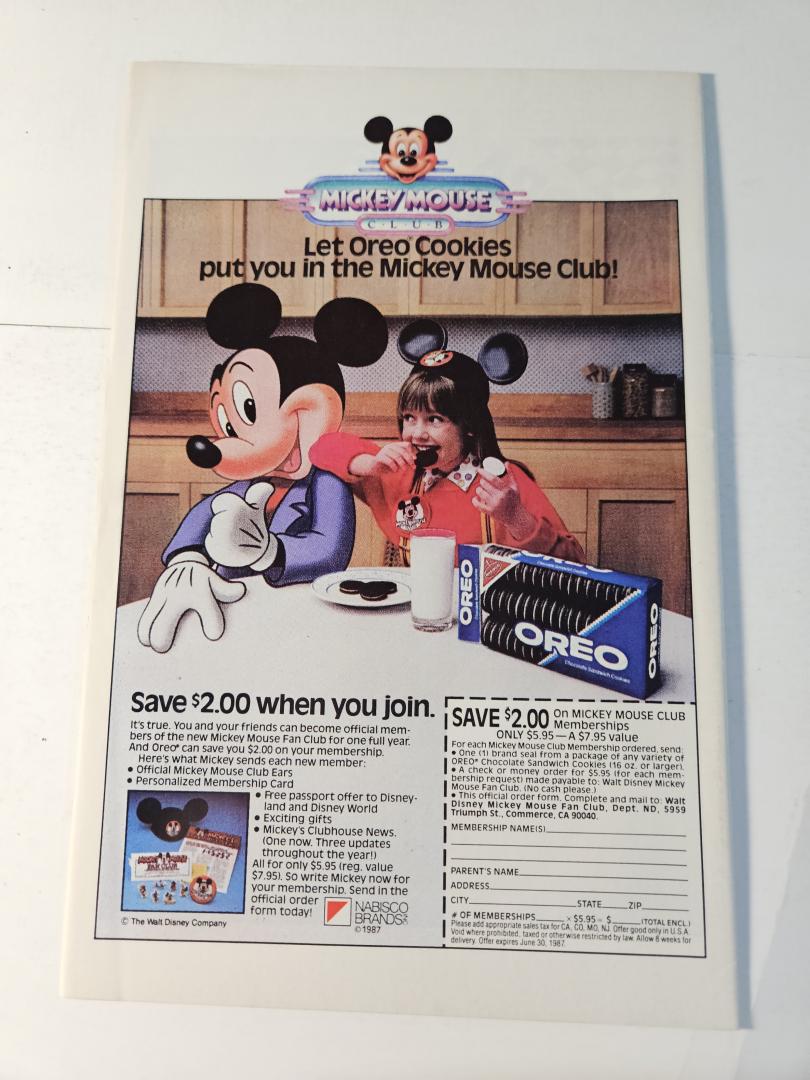 MICKEY MOUSE
C·L·U·B
Let Oreo Cookies
put you in the Mickey Mouse Club!
OREO
OREO
Chocolate Sandwich Cookies
OREO
Save $2.00 when you join.
It's true. You and your friends can become official mem-
bers of the new Mickey Mouse Fan Club for one full year.
And Oreo® can save you $2.00 on your membership.
Here's what Mickey sends each new member:
• Official Mickey Mouse Club Ears
• Personalized Membership Card
• Free passport offer to Disney-
land and Disney World
• Exciting gifts
• Mickey's Clubhouse News.
(One now. Three updates
throughout the year!)
All for only $5.95 (reg. value
$7.95). So write Mickey now for
your membership. Send in the
official order
form today!
NABISCO
BRANDS
©1987
© The Walt Disney Company
SAVE $2.00 On MICKEY MOUSE CLUB
Memberships
ONLY $5.95—A $7.95 value
For each Mickey Mouse Club Membership ordered, send:
• One (1) brand seal from a package of any variety of
OREO® Chocolate Sandwich Cookies (16 oz. or larger).
• A check or money order for $5.95 (for each mem-
bership request) made payable to: Walt Disney Mickey
Mouse Fan Club. (No cash please.)
• This official order form. Complete and mail to: Walt
Disney Mickey Mouse Fan Club, Dept. ND, 5959
Triumph St., Commerce, CA 90040.
MEMBERSHIP NAME(S)
PARENT'S NAME
ADDRESS
CITY STATE ZIP
# OF MEMBERSHIPS × $5.95 = $ (TOTAL ENCL.)
Please add appropriate sales tax for CA, CO, MO, NJ. Offer good only in U.S.A.
Void where prohibited, taxed or otherwise restricted by law. Allow 8 weeks for
delivery. Offer expires June 30, 1987.